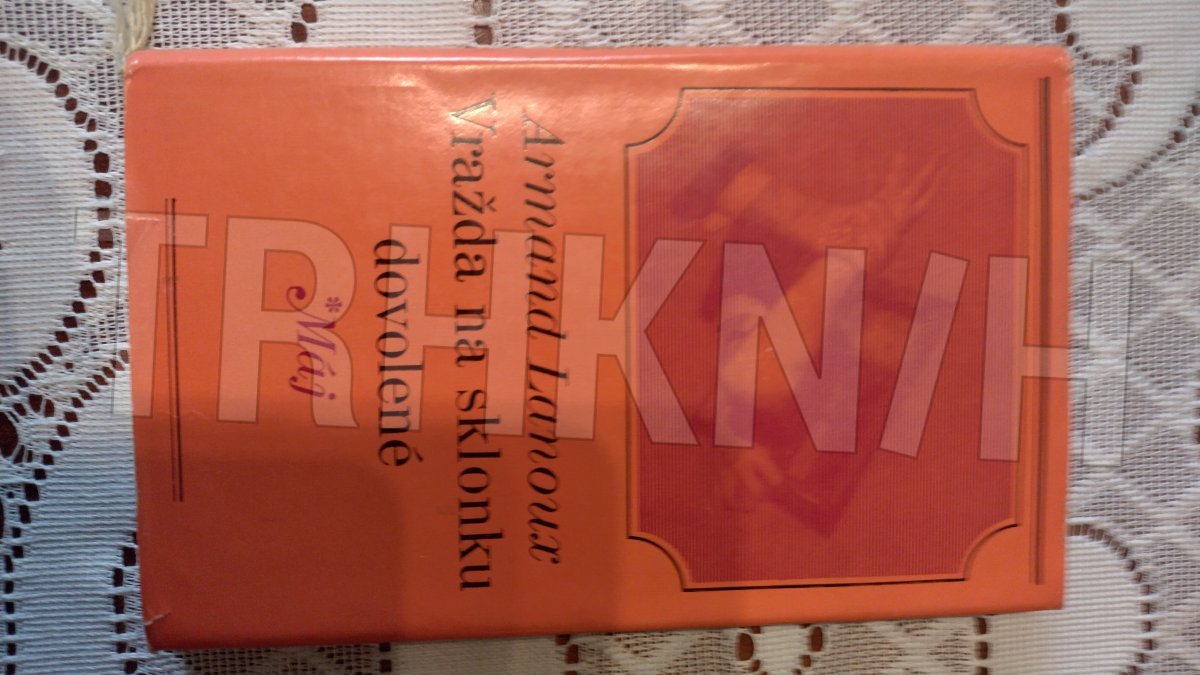 Armand Lanoux
Vražda na sklonku
dovolené
*Máj
TRHKNIH